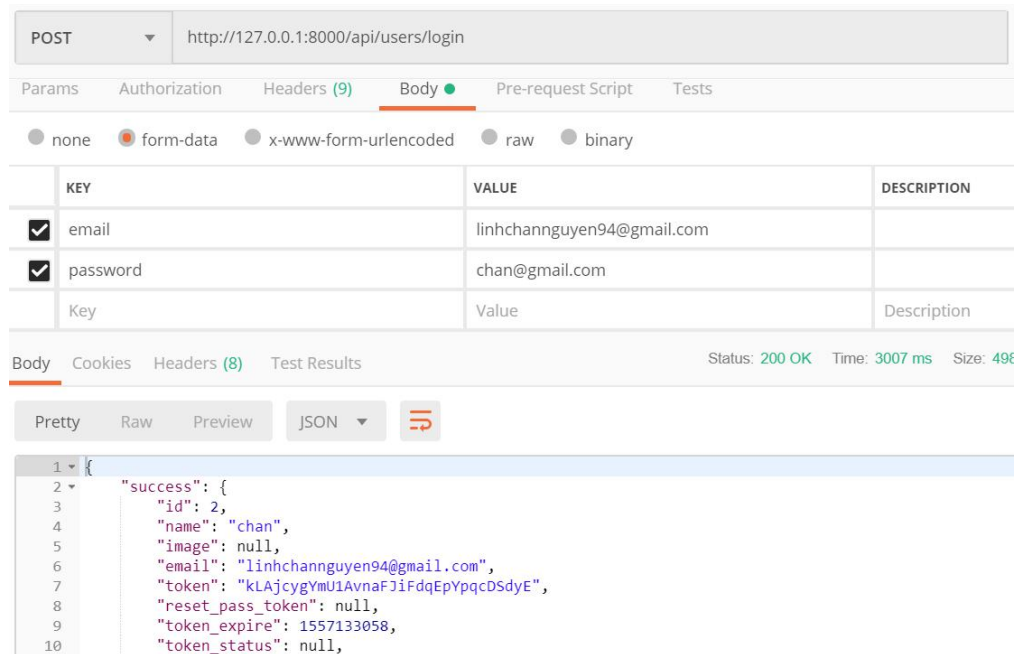 POST http://127.0.0.1:8000/api/users/login
Params Authorization Headers (9) Body Pre-request Script Tests
none form-data x-www-form-urlencoded raw binary
KEY VALUE DESCRIPTION
email linhchannguyen94@gmail.com
password chan@gmail.com
Key Value Description
Body Cookies Headers (8) Test Results Status: 200 OK Time: 3007 ms Size: 498
Pretty Raw Preview JSON
1 {
2 "success": {
3 "id": 2,
4 "name": "chan",
5 "image": null,
6 "email": "linhchannguyen94@gmail.com",
7 "token": "kLAjcygYmU1AvnaFJiFdqEpYpqcDSdyE",
8 "reset_pass_token": null,
9 "token_expire": 1557133058,
10 "token_status": null,